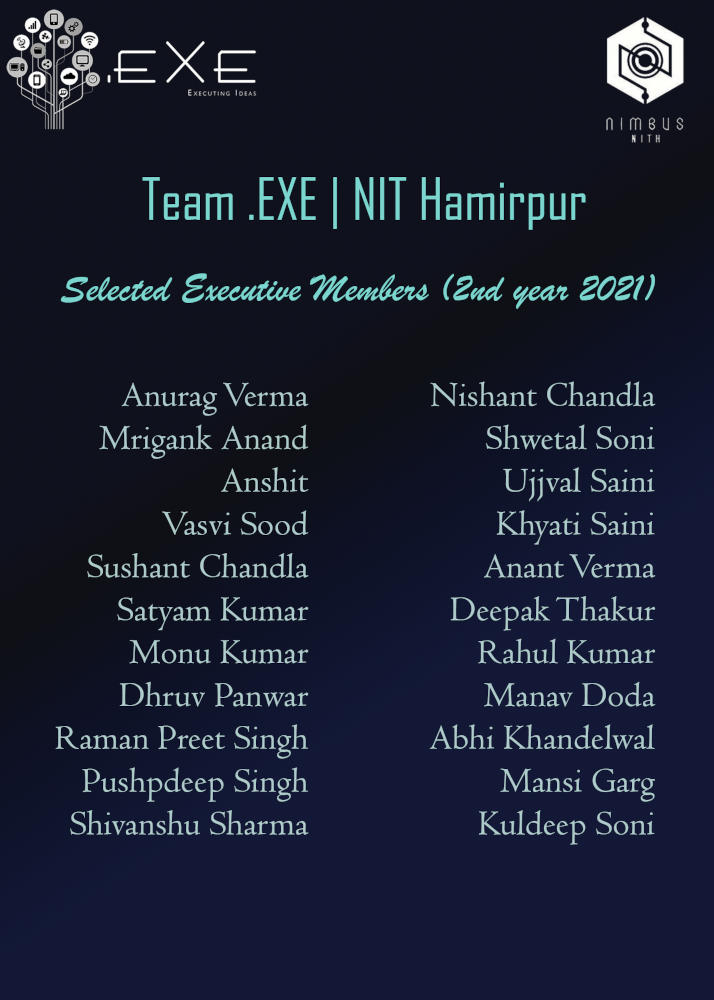 .EXE
EXECUTING IDEAS
NIMBUS
NITH
Team .EXE | NIT Hamirpur
Selected Executive Members (2nd year 2021)
Anurag Verma
Mrigank Anand
Anshit
Vasvi Sood
Sushant Chandla
Satyam Kumar
Monu Kumar
Dhruv Panwar
Raman Preet Singh
Pushpdeep Singh
Shivanshu Sharma
Nishant Chandla
Shwetal Soni
Ujjval Saini
Khyati Saini
Anant Verma
Deepak Thakur
Rahul Kumar
Manav Doda
Abhi Khandelwal
Mansi Garg
Kuldeep Soni